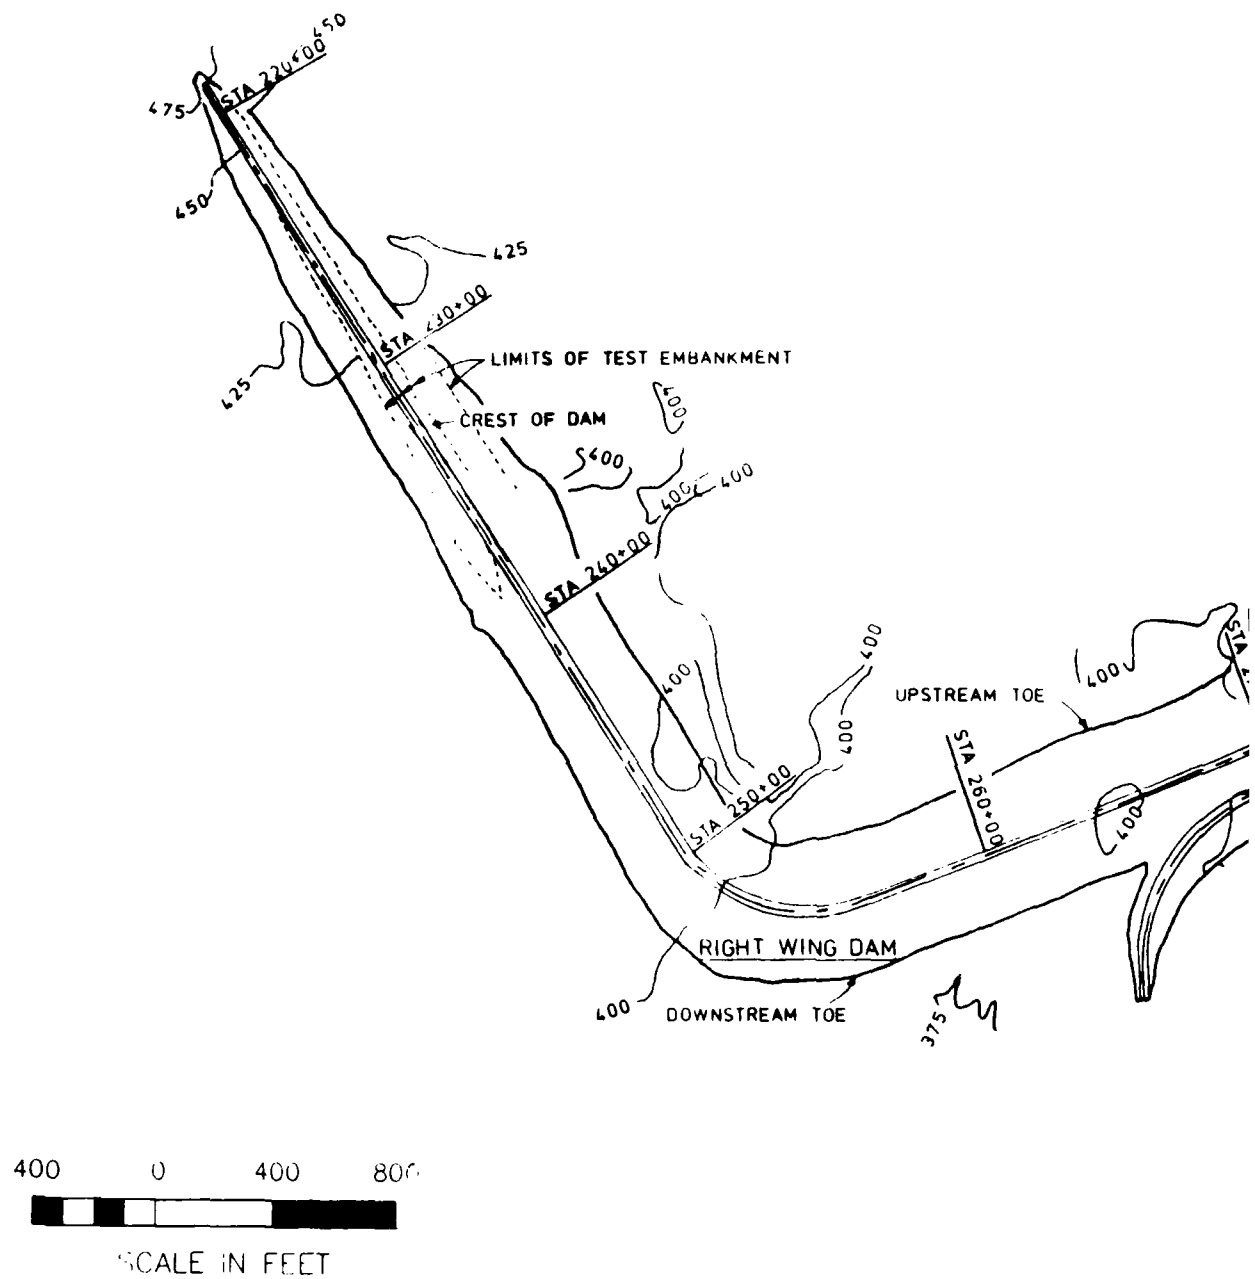 450
STA 220+00
475
450
425
STA 230+00
LIMITS OF TEST EMBANKMENT
425
400
CREST OF DAM
400
400
400
STA 240+00
400
400
400
UPSTREAM TOE
STA
400
STA 250+00
STA 260+00
400
RIGHT WING DAM
400
DOWNSTREAM TOE
375
400 0 400 800
SCALE IN FEET